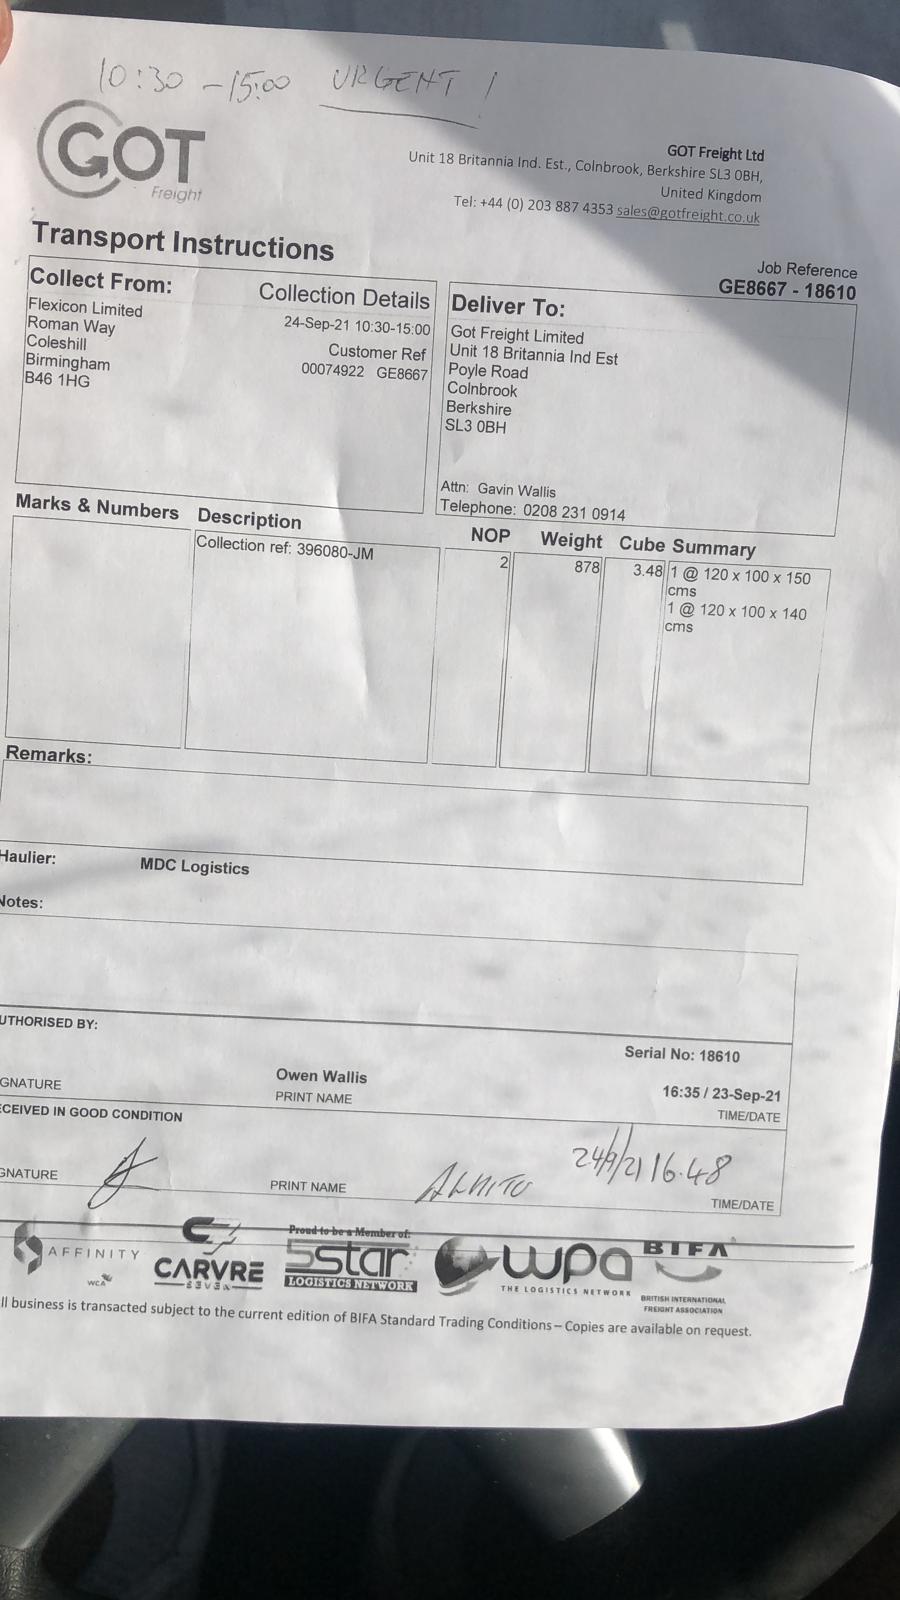 10:30 - 15:00 URGENT !
GOT
Freight
GOT Freight Ltd
Unit 18 Britannia Ind. Est., Colnbrook, Berkshire SL3 0BH,
United Kingdom
Tel: +44 (0) 203 887 4353 sales@gotfreight.co.uk
Transport Instructions
Job Reference
GE8667 - 18610
Collect From:
Flexicon Limited
Roman Way
Coleshill
Birmingham
B46 1HG
Collection Details
24-Sep-21 10:30-15:00
Customer Ref
00074922 GE8667
Deliver To:
Got Freight Limited
Unit 18 Britannia Ind Est
Poyle Road
Colnbrook
Berkshire
SL3 0BH
Attn: Gavin Wallis
Telephone: 0208 231 0914
Marks & Numbers Description NOP Weight Cube Summary
Collection ref: 396080-JM 2 878 3.48 1 @ 120 x 100 x 150
cms
1 @ 120 x 100 x 140
cms
Remarks:
Haulier: MDC Logistics
Notes:
UTHORISED BY:
Serial No: 18610
Owen Wallis
16:35 / 23-Sep-21
GNATURE PRINT NAME TIME/DATE
CEIVED IN GOOD CONDITION
24/9/21 16.48
GNATURE PRINT NAME TIME/DATE
AFFINITY
WCA
CARVRE
SEVEN
Proud to be a Member of:
5star
LOGISTICS NETWORK
wpa
THE LOGISTICS NETWORK
BIFA
BRITISH INTERNATIONAL
FREIGHT ASSOCIATION
ll business is transacted subject to the current edition of BIFA Standard Trading Conditions – Copies are available on request.